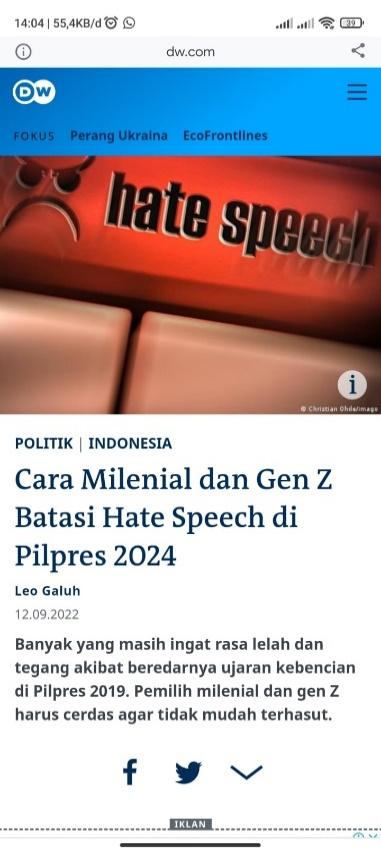 14:04 | 55,4KB/d
39
dw.com
DW
FOKUS Perang Ukraina EcoFrontlines
hate speech
i
© Christian Ohde/imago
POLITIK | INDONESIA
Cara Milenial dan Gen Z
Batasi Hate Speech di
Pilpres 2024
Leo Galuh
12.09.2022
Banyak yang masih ingat rasa lelah dan
tegang akibat beredarnya ujaran kebencian
di Pilpres 2019. Pemilih milenial dan gen Z
harus cerdas agar tidak mudah terhasut.
IKLAN